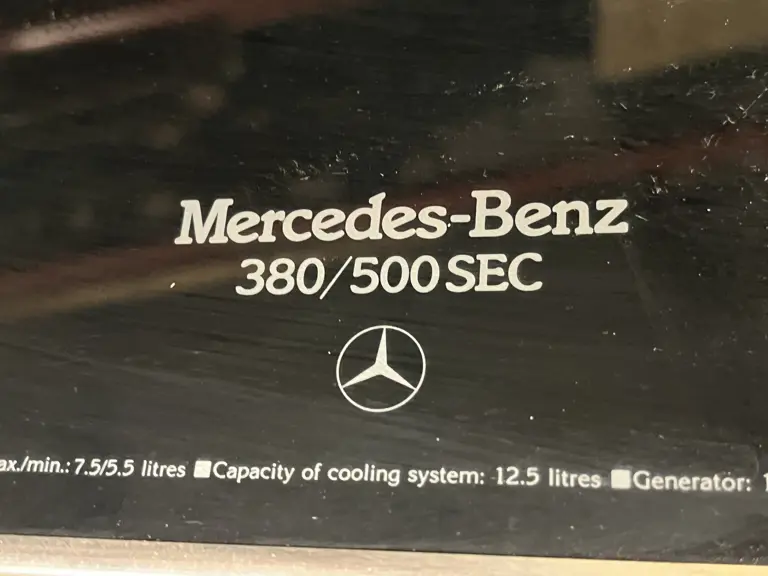 Mercedes-Benz
380/500 SEC
ax./min.: 7.5/5.5 litres ■Capacity of cooling system: 12.5 litres ■Generator: 1